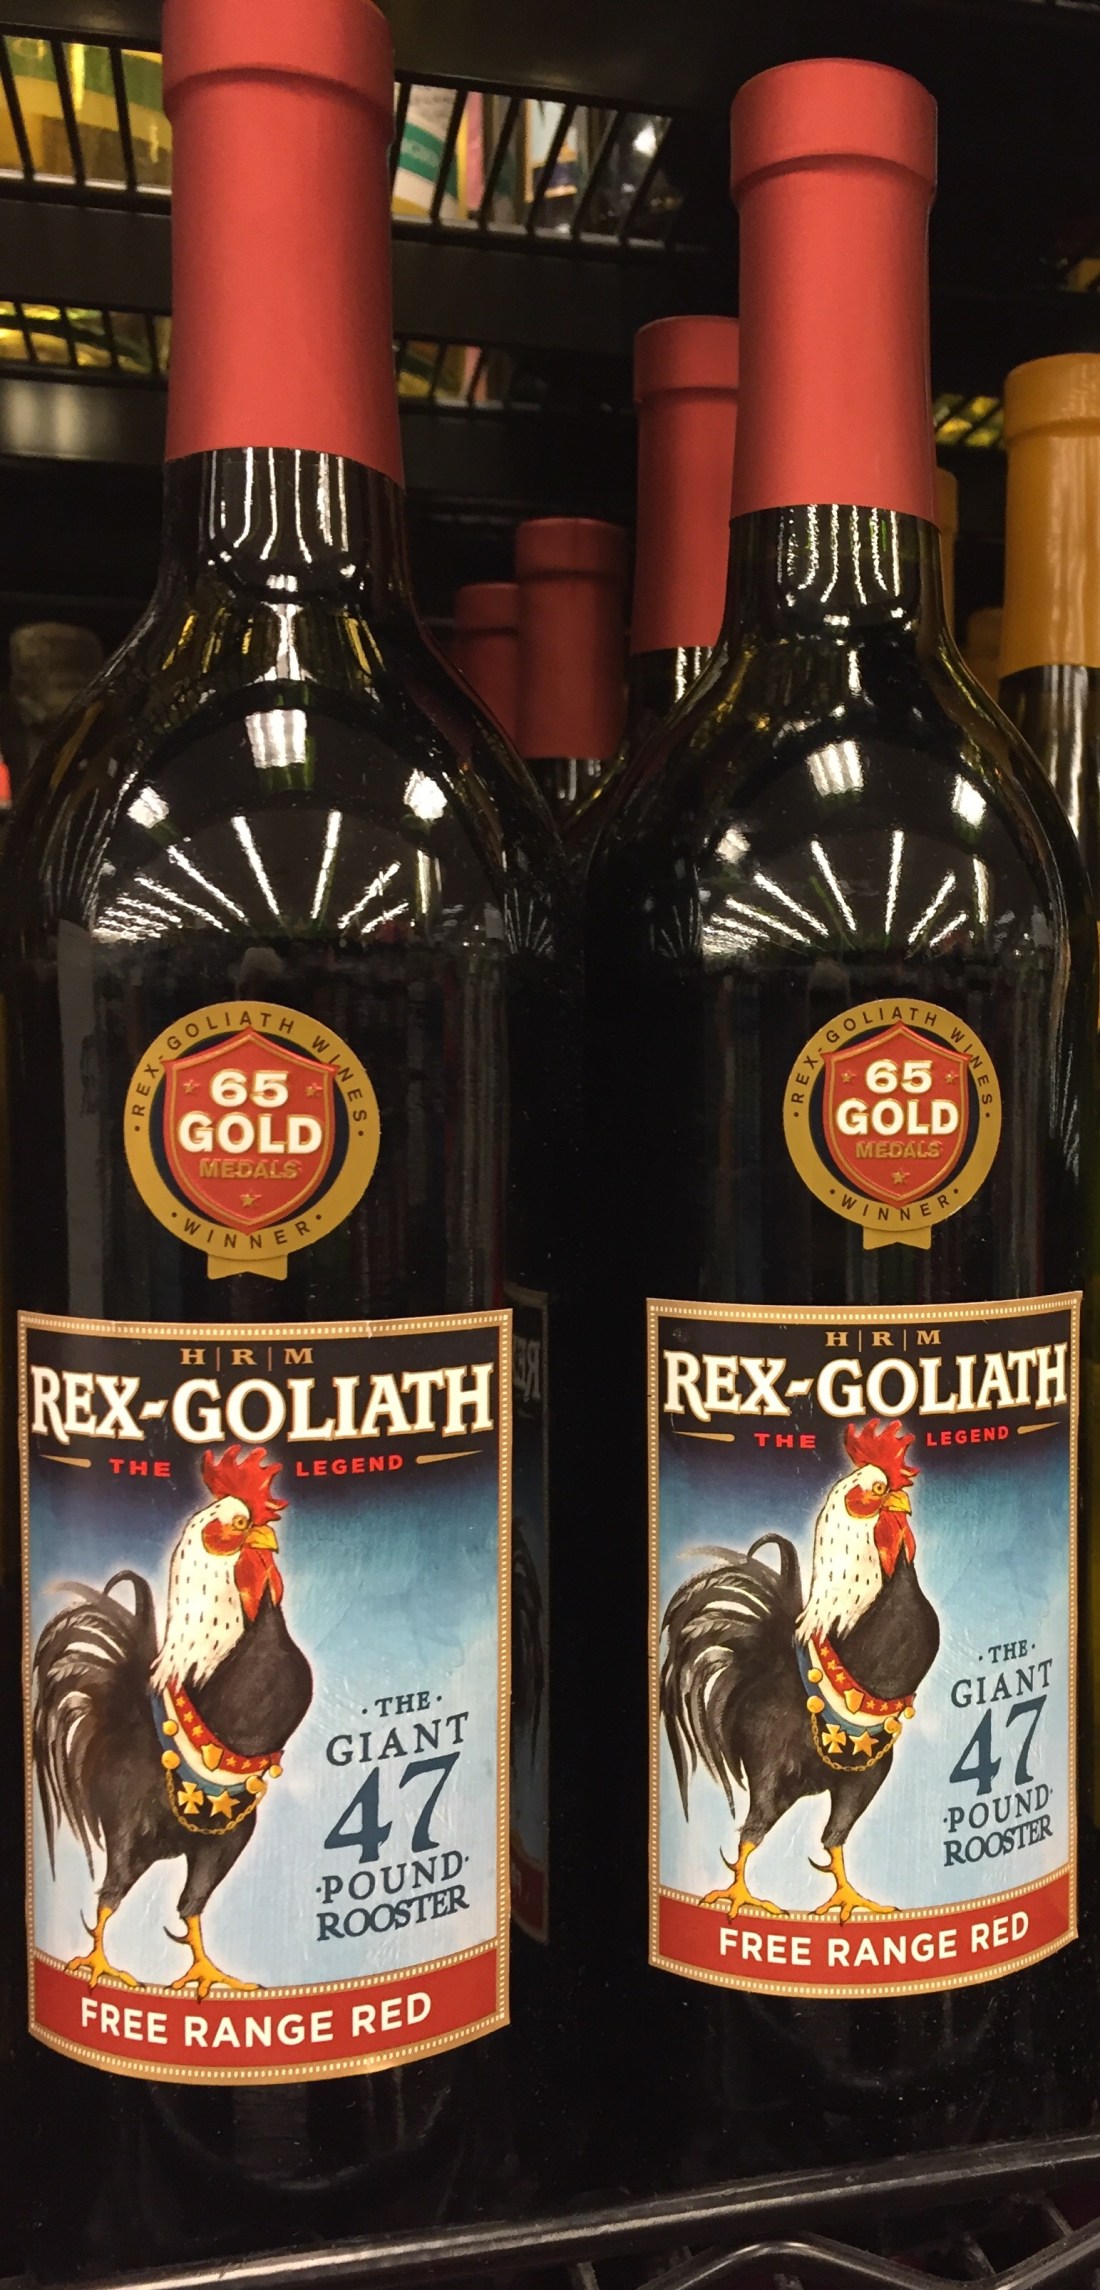 REX-GOLIATH WINES
65
GOLD
MEDALS
WINNER
H|R|M
REX-GOLIATH
THE LEGEND
·THE·
GIANT
47
·POUND·
ROOSTER
FREE RANGE RED
REX-GOLIATH WINES
65
GOLD
MEDALS
WINNER
H|R|M
REX-GOLIATH
THE LEGEND
·THE·
GIANT
47
·POUND·
ROOSTER
FREE RANGE RED